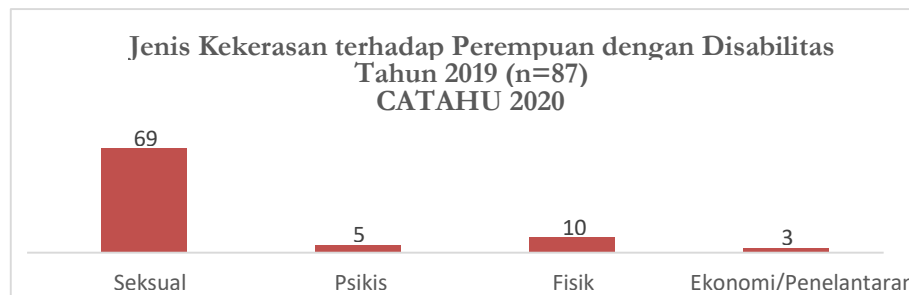 Jenis Kekerasan terhadap Perempuan dengan Disabilitas
Tahun 2019 (n=87)
CATAHU 2020
69
5
10
3
Seksual
Psikis
Fisik
Ekonomi/Penelantaran